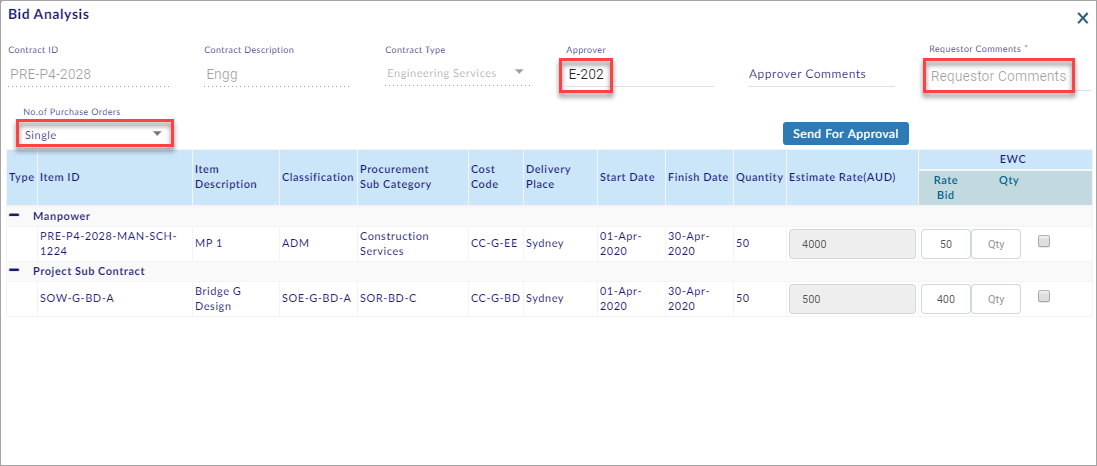 Bid Analysis
Contract ID
Contract Description
Contract Type
Approver
Requestor Comments *
PRE-P4-2028
Engg
Engineering Services
E-202
Approver Comments
Requestor Comments
No.of Purchase Orders
Single
Send For Approval
Type
Item ID
Item
Description
Classification
Procurement
Sub Category
Cost
Code
Delivery
Place
Start Date
Finish Date
Quantity
Estimate Rate(AUD)
EWC
Rate
Bid
Qty
Manpower
PRE-P4-2028-MAN-SCH-
1224
MP 1
ADM
Construction
Services
CC-G-EE
Sydney
01-Apr-
2020
30-Apr-
2020
50
4000
50
Qty
Project Sub Contract
SOW-G-BD-A
Bridge G
Design
SOE-G-BD-A
SOR-BD-C
CC-G-BD
Sydney
01-Apr-
2020
30-Apr-
2020
50
500
400
Qty